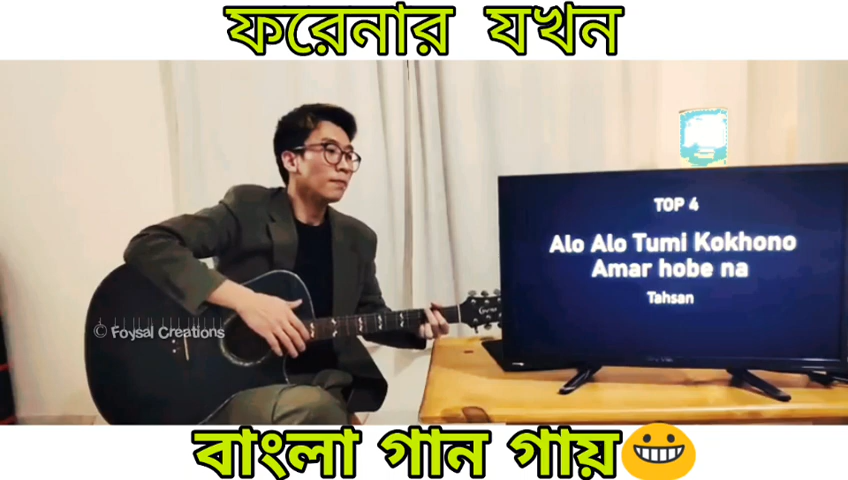 ফরেনার যখন
TOP 4
Alo Alo Tumi Kokhono
Amar hobe na
Tahsan
© Foysal Creations
বাংলা গান গায়😀